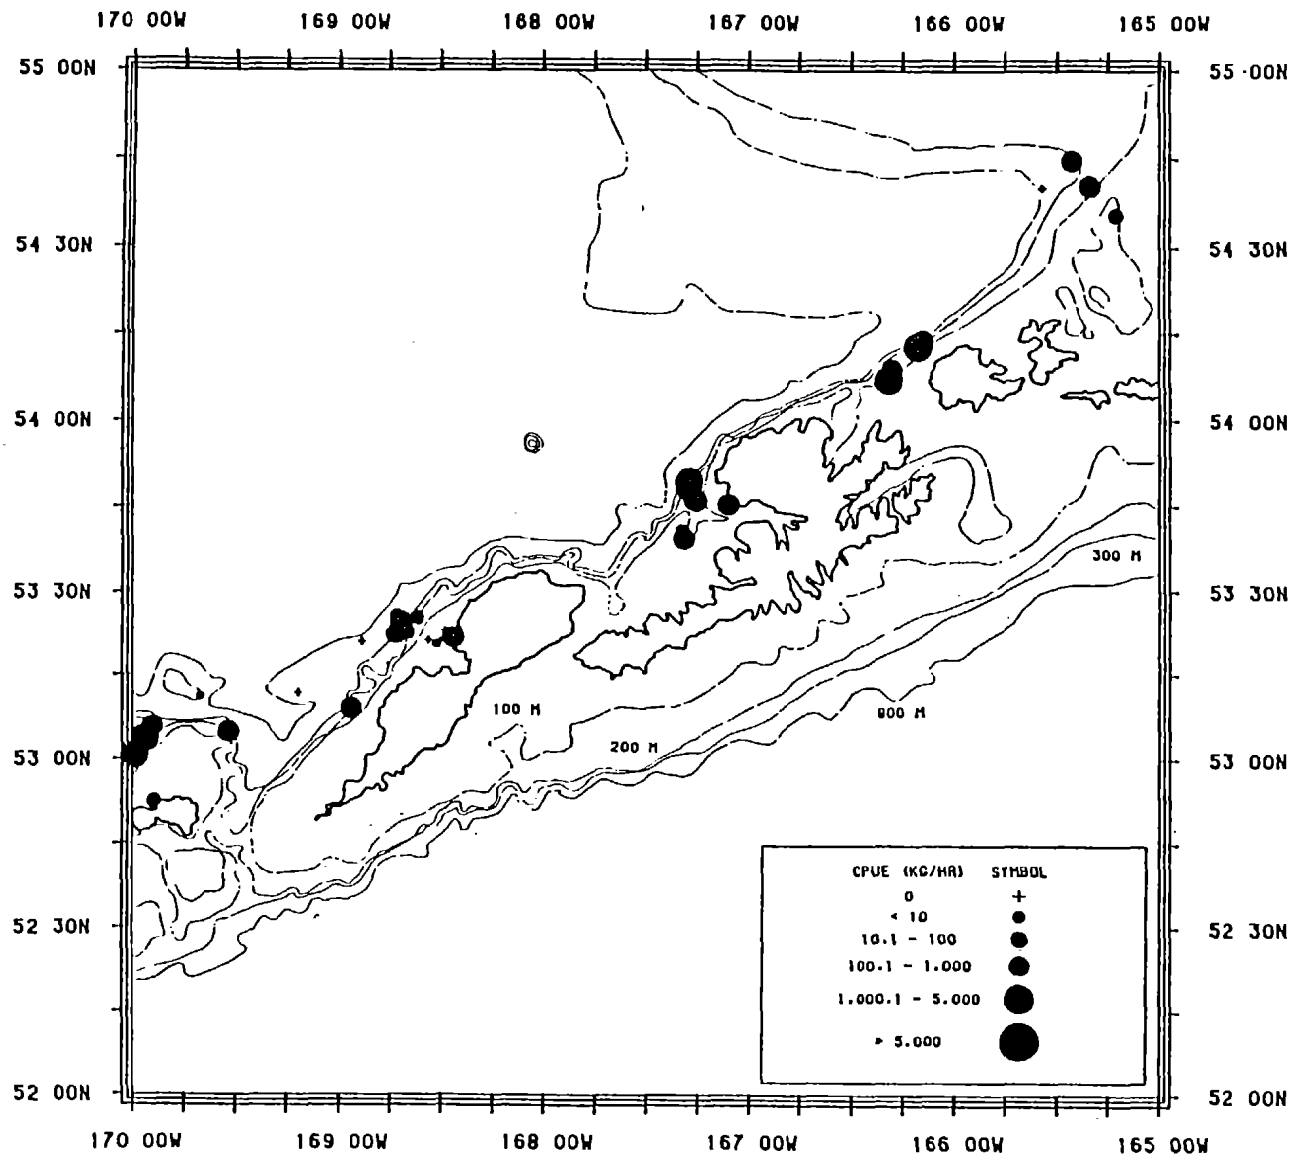 170 00W 169 00W 168 00W 167 00W 166 00W 165 00W
55 00N 55 00N
54 30N 54 30N
54 00N 54 00N
300 M
53 30N 53 30N
100 M
800 M
200 M
53 00N 53 00N
CPUE (KG/HR) SYMBOL
0 +
< 10
52 30N 52 30N
10.1 - 100
100.1 - 1.000
1.000.1 - 5.000
> 5.000
52 00N 52 00N
170 00W 169 00W 168 00W 167 00W 166 00W 165 00W